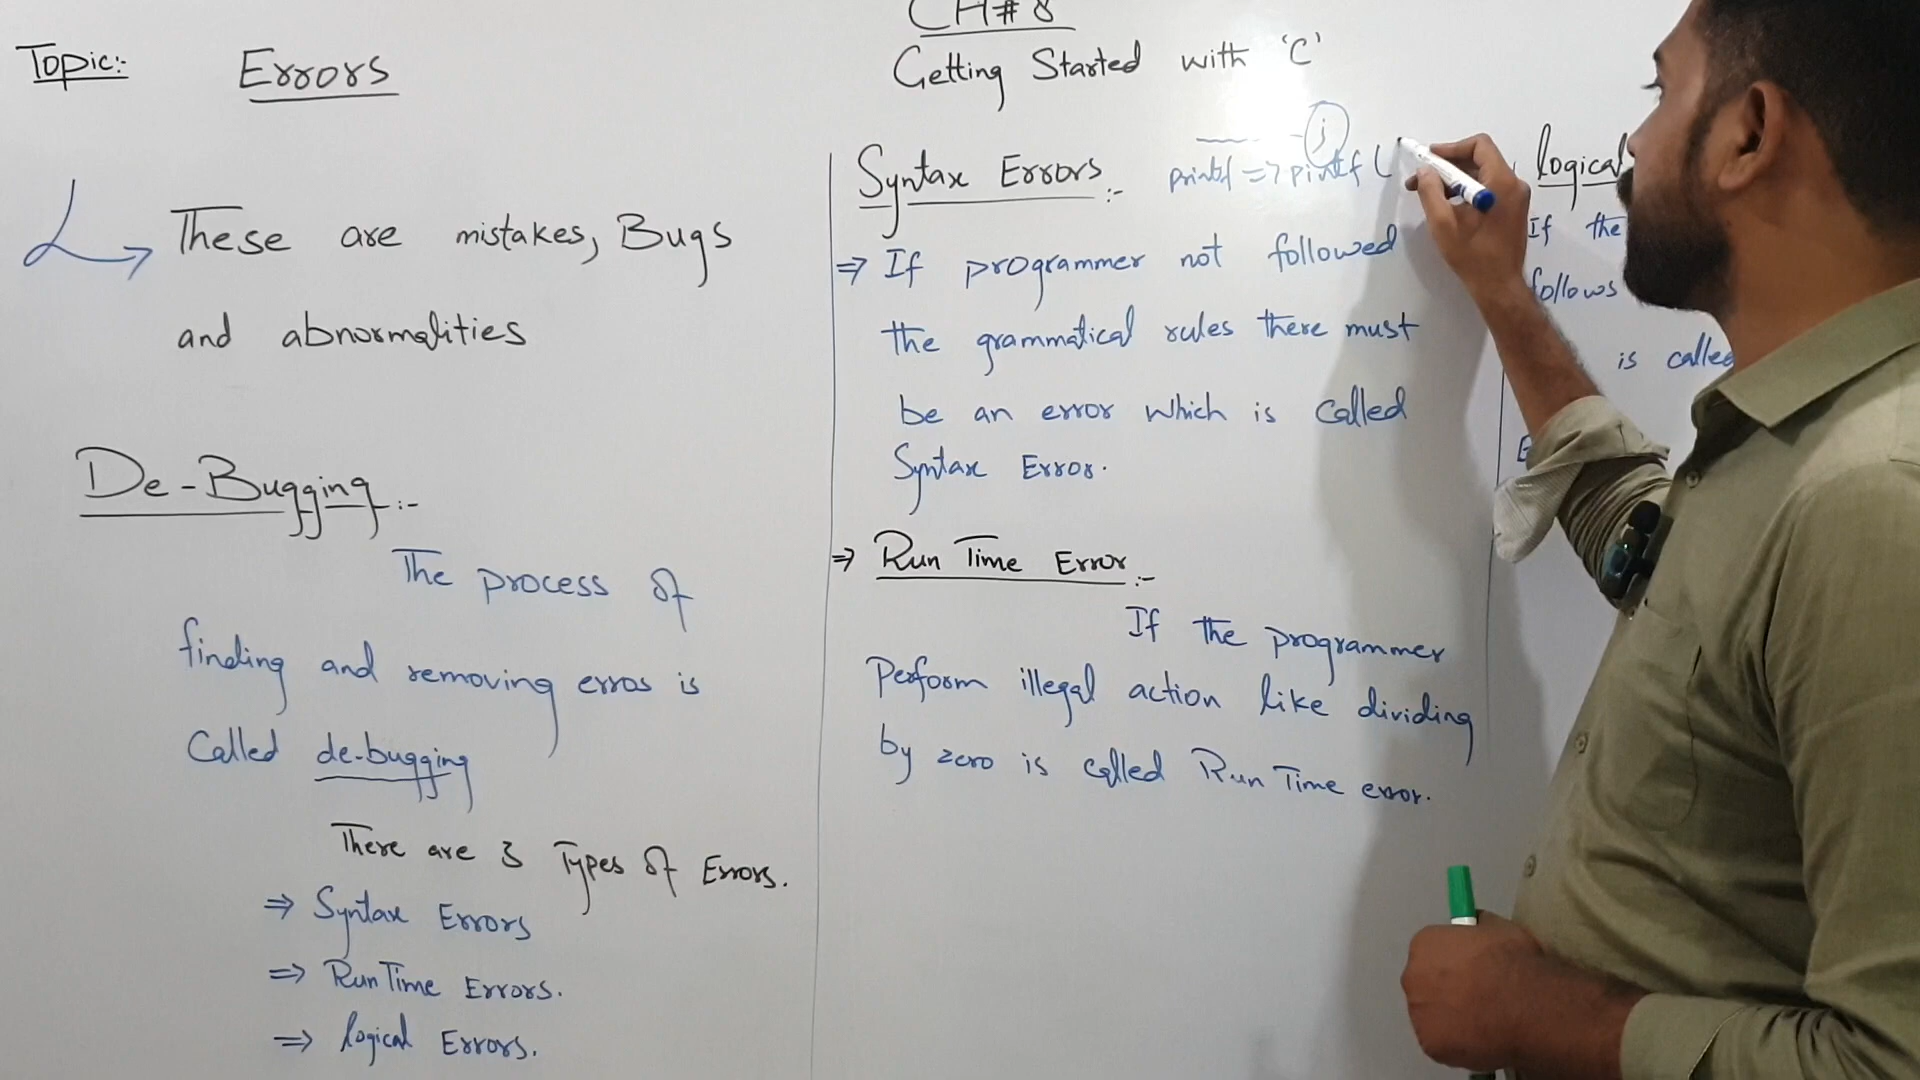 CH# 8
Getting Started with 'C'
Topic:-
Errors
These are mistakes, Bugs
and abnormalities
De-Bugging:-
The process of
finding and removing erros is
Called de-bugging
There are 3 Types of Errors.
⇒ Syntax Errors
⇒ RunTime Errors.
⇒ logical Errors.
;
Syntax Errors:- printf => pintf (
⇒ If programmer not followed
the grammatical rules there must
be an error which is called
Syntax Error.
⇒ Run Time Error:-
If the programmer
Perform illegal action like dividing
by zero is called Run Time error.
logical
If the
follows
is called
E